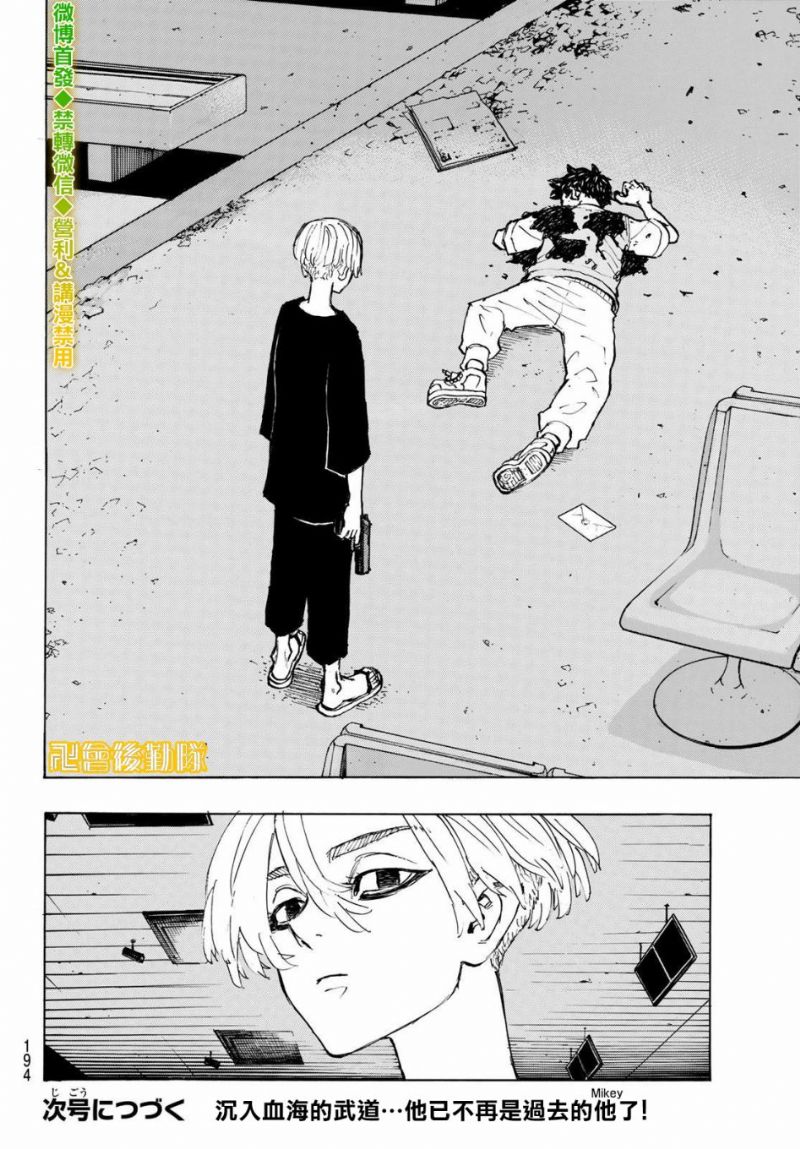 微博首發◆禁轉微信◆營利&講漫禁用
卍會後勤隊
194
じごう
次号につづく
Mikey
沉入血海的武道…他已不再是過去的他了!